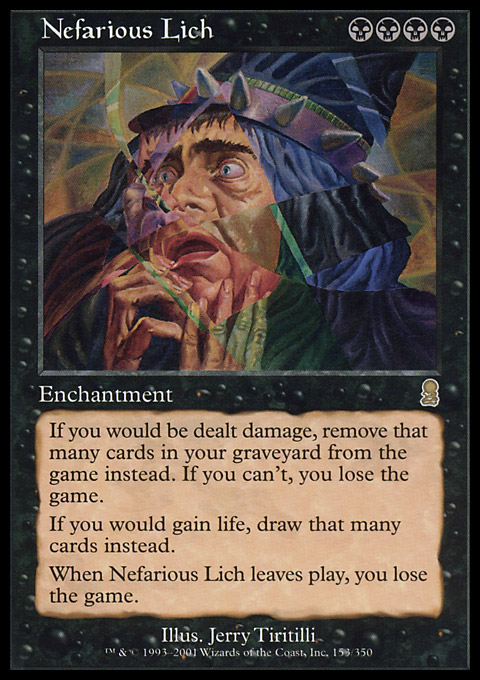 Nefarious Lich
Enchantment
If you would be dealt damage, remove that
many cards in your graveyard from the
game instead. If you can't, you lose the
game.
If you would gain life, draw that many
cards instead.
When Nefarious Lich leaves play, you lose
the game.
Illus. Jerry Tiritilli
™ & © 1993–2001 Wizards of the Coast, Inc. 153/350